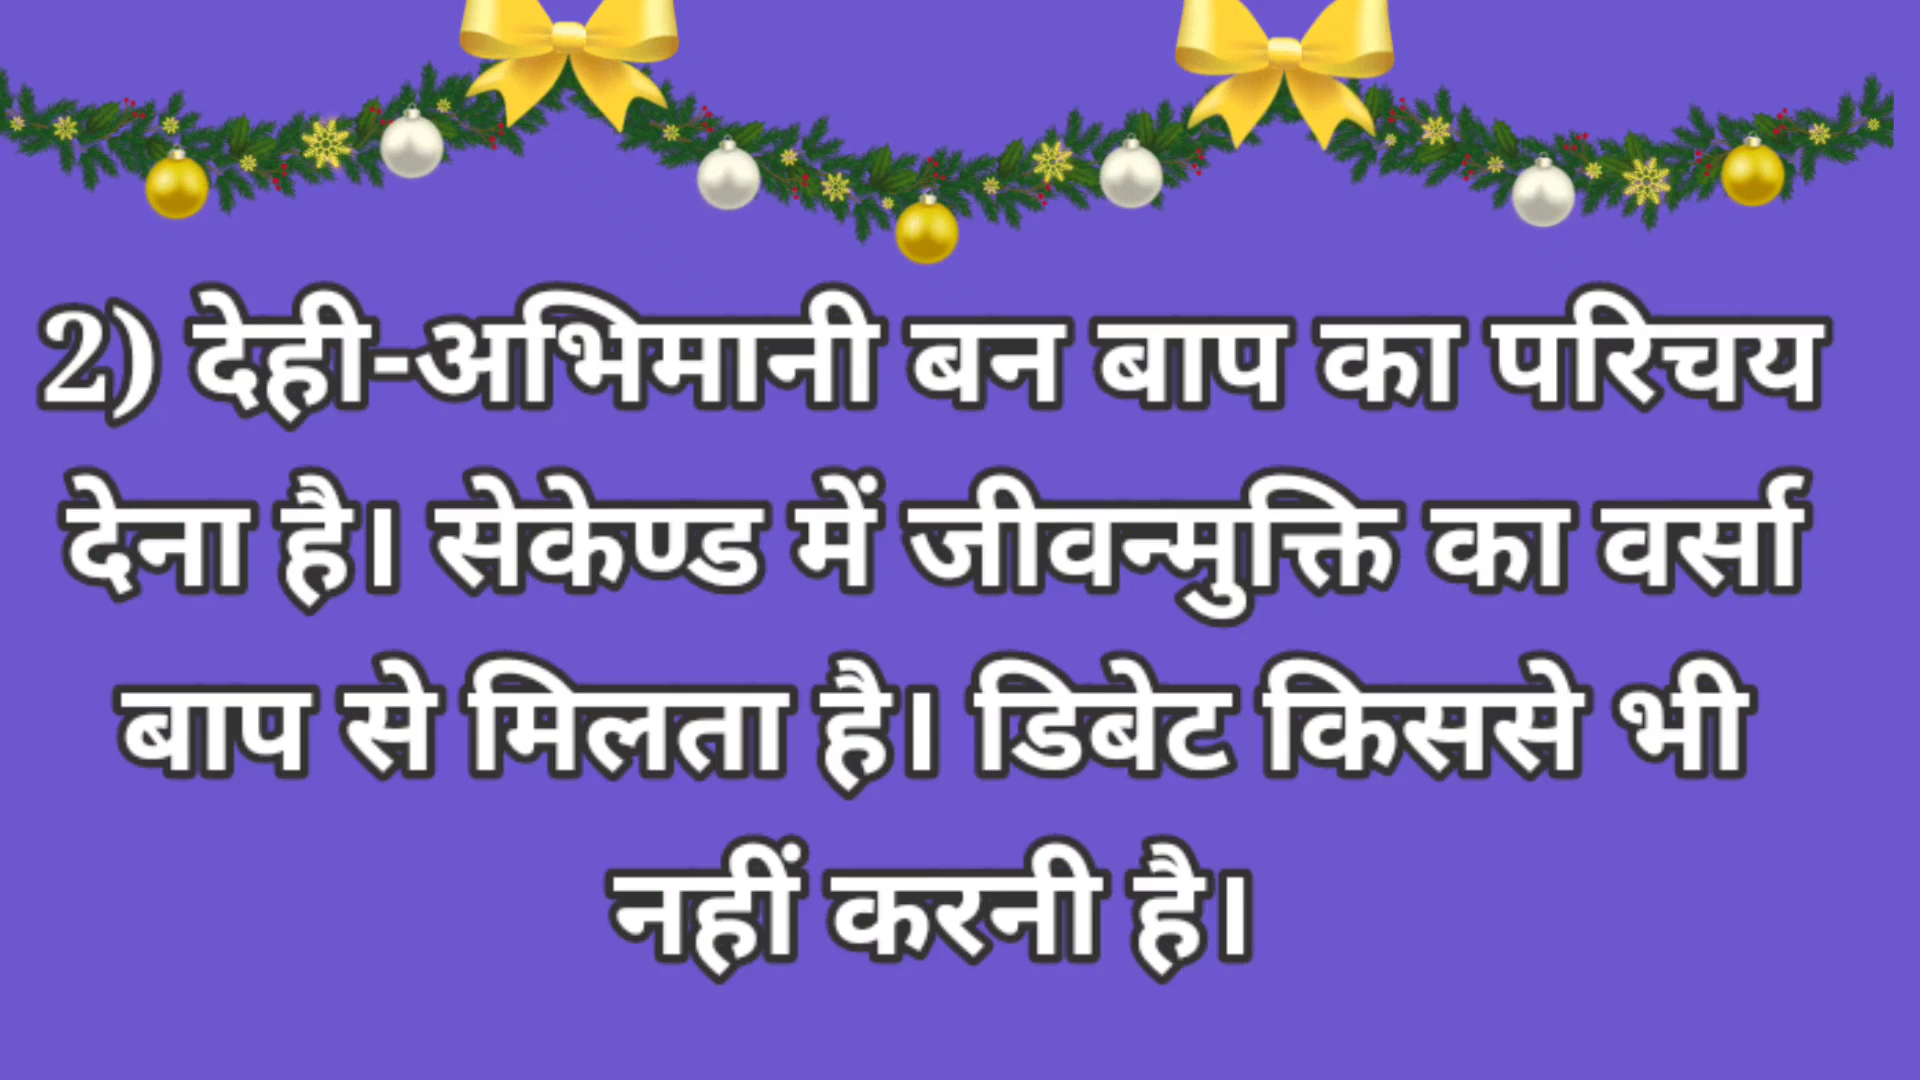 2) देही-अभिमानी बन बाप का परिचय
देना है। सेकेण्ड में जीवन्मुक्ति का वर्सा
बाप से मिलता है। डिबेट किससे भी
नहीं करनी है।